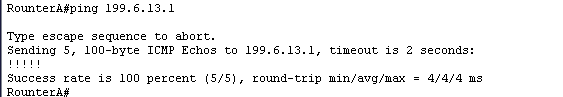 RounterA#ping 199.6.13.1
Type escape sequence to abort.
Sending 5, 100-byte ICMP Echos to 199.6.13.1, timeout is 2 seconds:
!!!!!
Success rate is 100 percent (5/5), round-trip min/avg/max = 4/4/4 ms
RounterA#